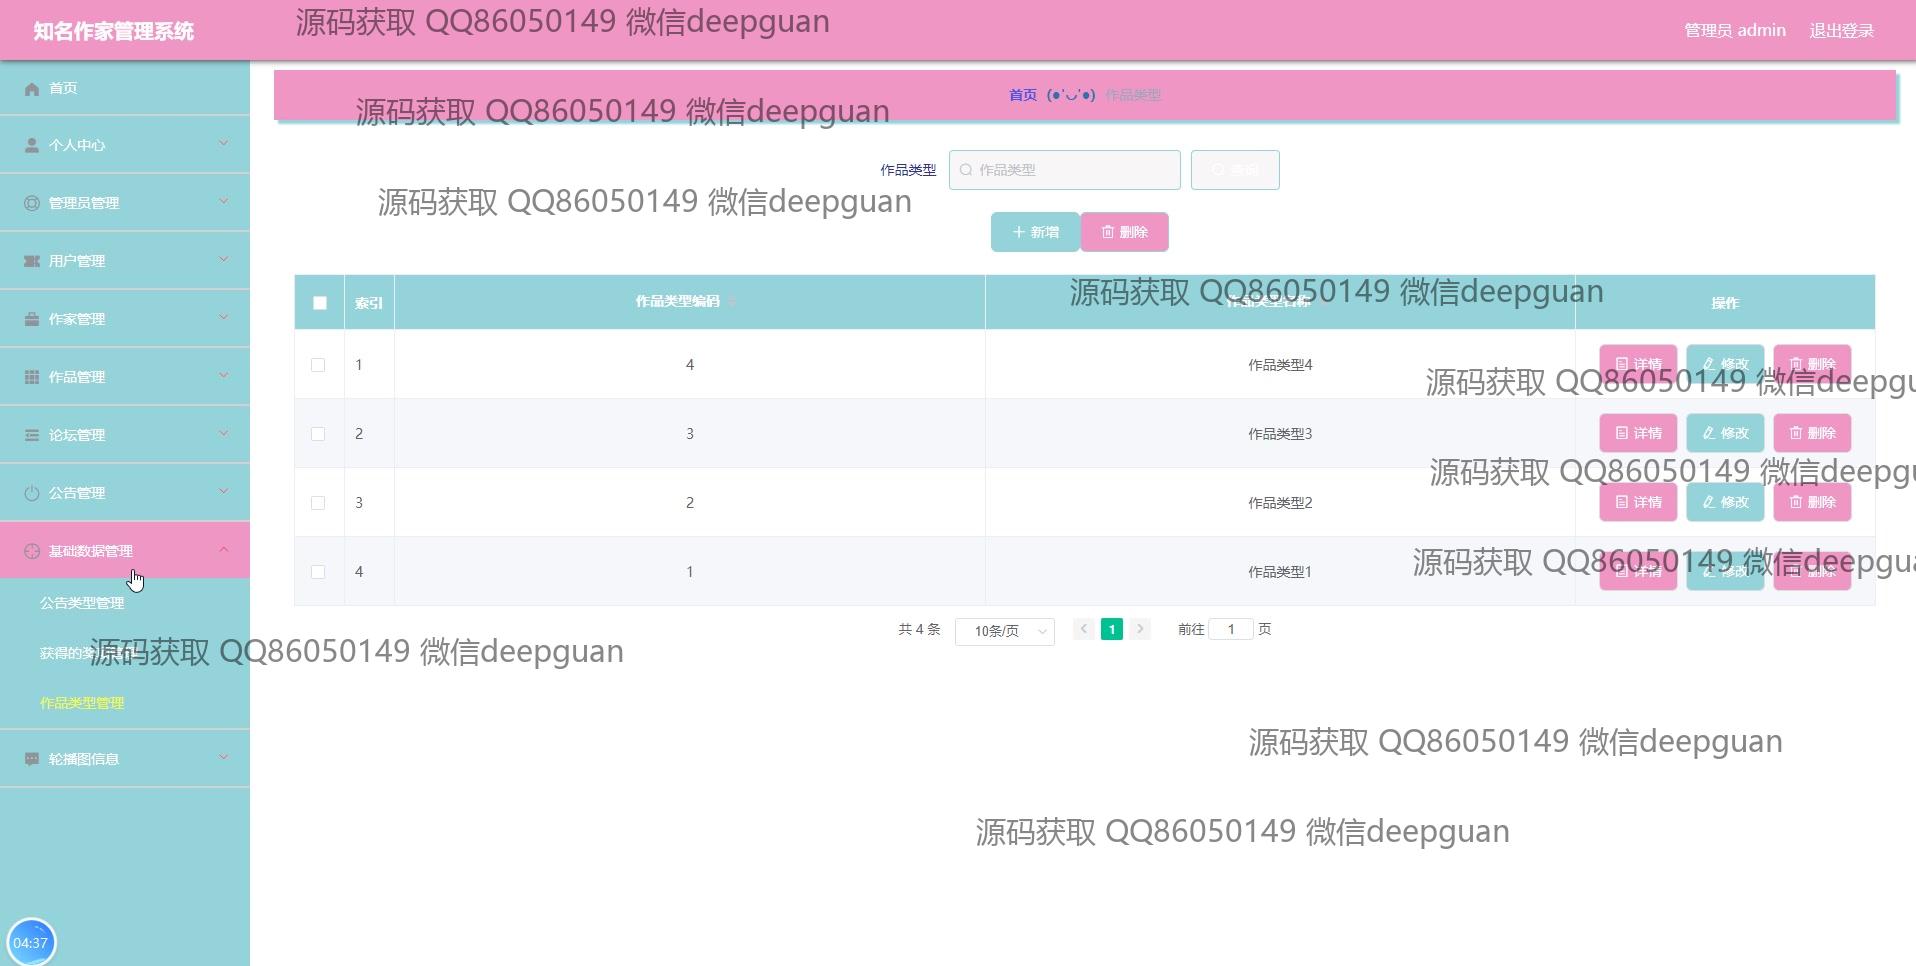 知名作家管理系统
源码获取 QQ86050149 微信deepguan
管理员 admin
退出登录
首页
个人中心
管理员管理
用户管理
作家管理
作品管理
论坛管理
公告管理
基础数据管理
公告类型管理
获得的
作品类型管理
轮播图信息
04:37
首页 (●'◡'●) 作品类型
源码获取 QQ86050149 微信deepguan
作品类型 作品类型 查询
源码获取 QQ86050149 微信deepguan
新增 删除
索引 作品类型编码 作品类型名称 操作
源码获取 QQ86050149 微信deepguan
1 4 作品类型4 详情 修改 删除
源码获取 QQ86050149 微信deepgu
2 3 作品类型3 详情 修改 删除
源码获取 QQ86050149 微信deepgu
3 2 作品类型2 详情 修改 删除
源码获取 QQ86050149 微信deepgua
4 1 作品类型1 详情 修改 删除
共 4 条 10条/页 1 前往 1 页
源码获取 QQ86050149 微信deepguan
源码获取 QQ86050149 微信deepguan
源码获取 QQ86050149 微信deepguan